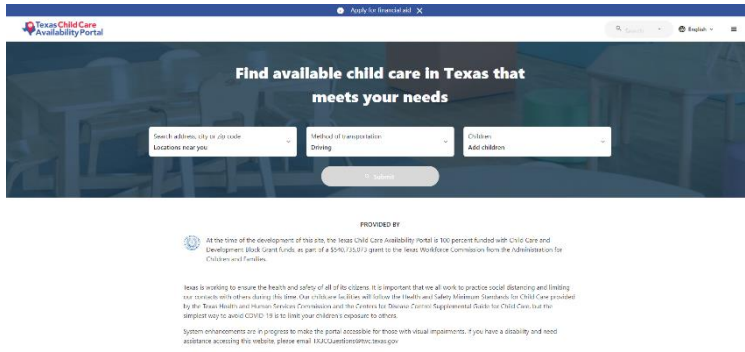 Apply for financial aid
Texas Child Care
Availability Portal
Search
English
Find available child care in Texas that
meets your needs
Search address, city or zip code
Locations near you
Method of transportation
Driving
Children
Add children
Submit
PROVIDED BY
At the time of the development of this site, the Texas Child Care Availability Portal is 100 percent funded with Child Care and
Development Block Grant funds, as part of a grant to the Texas Workforce Commission from the Administration for
Children and Families.
Texas is working to ensure the health and safety of all of its citizens. It is important that we all work to practice social distancing and limiting
our contacts with others during this time. Our childcare facilities will follow the Health and Safety Minimum Standards for Child Care provided
by the Texas Health and Human Services Commission and the Centers for Disease Control Supplemental Guide for Child Care, but the
simplest way to avoid COVID-19 is to limit your children's exposure to others.
System enhancements are in progress to make the portal accessible for those with visual impairments. If you have a disability and need
assistance accessing this website, please email